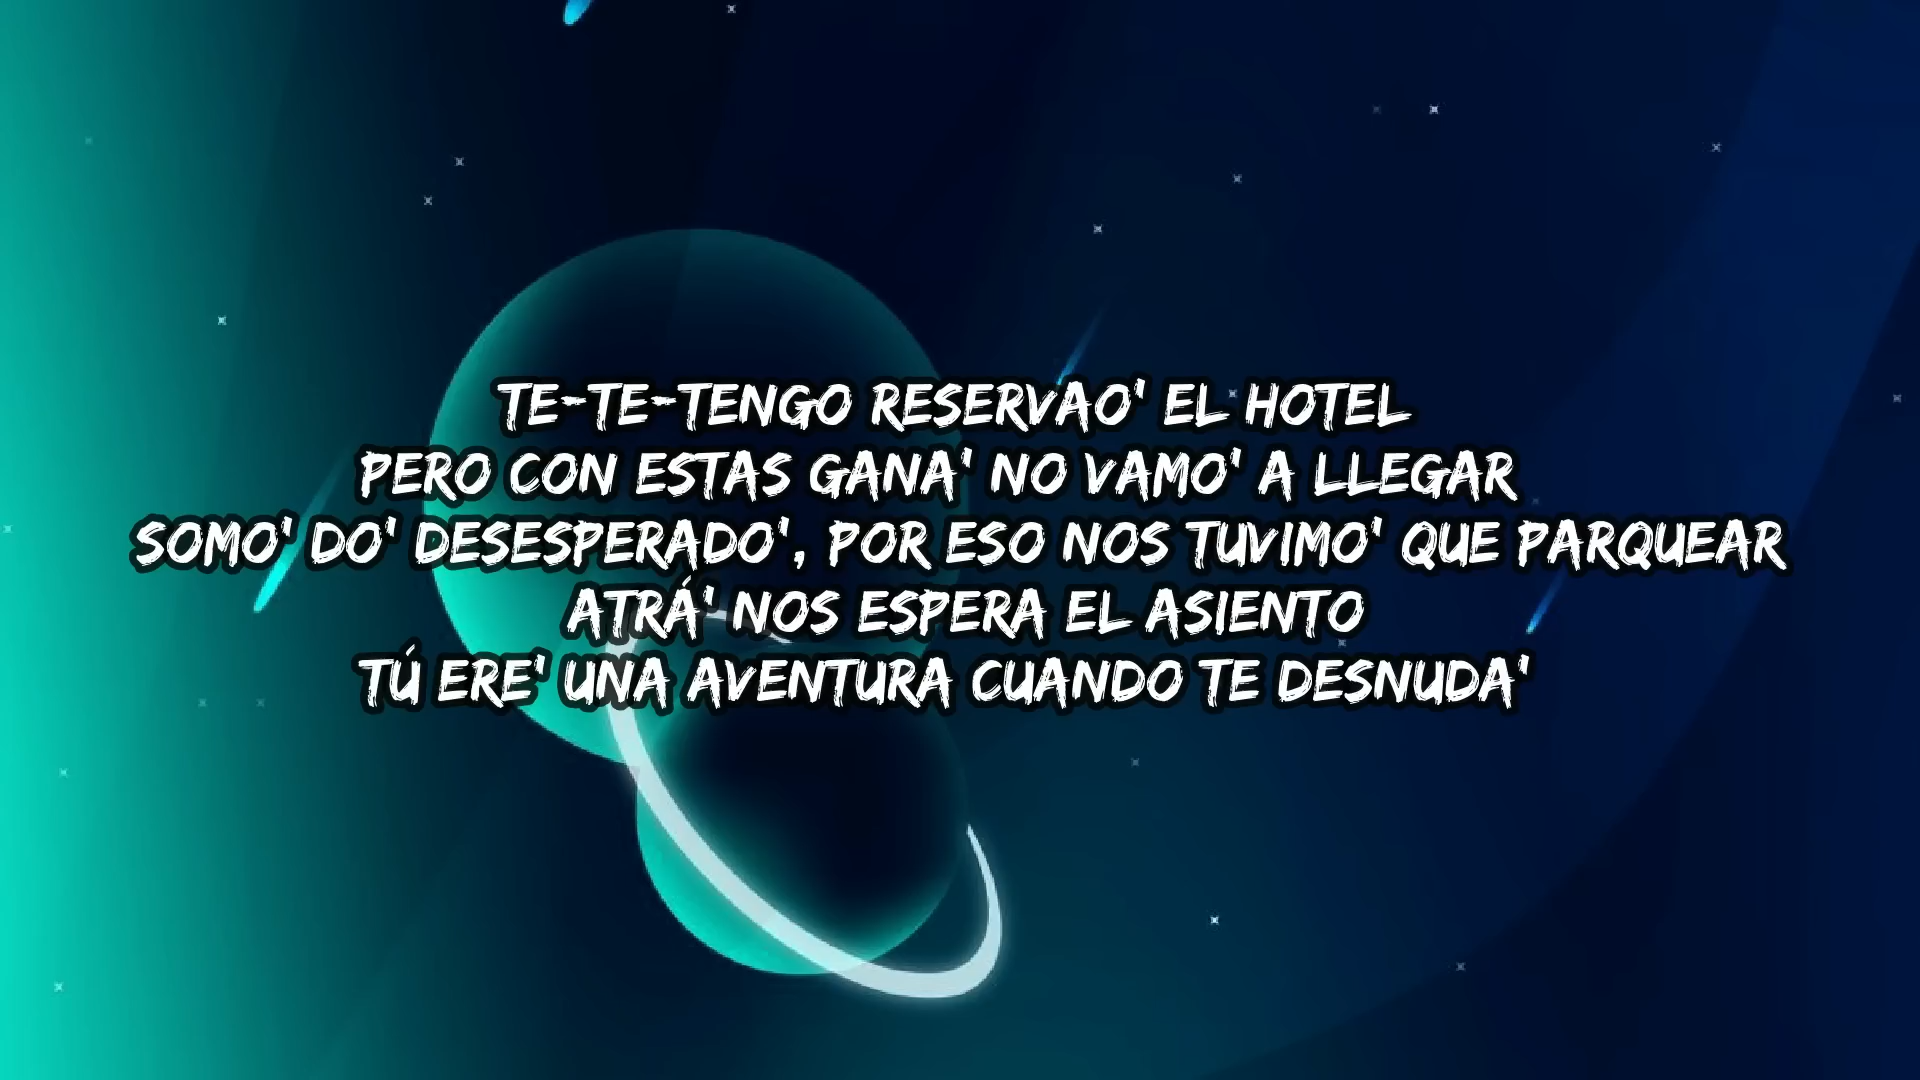 TE-TE-TENGO RESERVAO' EL HOTEL
PERO CON ESTAS GANA' NO VAMO' A LLEGAR
SOMO' DO' DESESPERADO', POR ESO NOS TUVIMO' QUE PARQUEAR
ATRÁ' NOS ESPERA EL ASIENTO
TÚ ERE' UNA AVENTURA CUANDO TE DESNUDA'